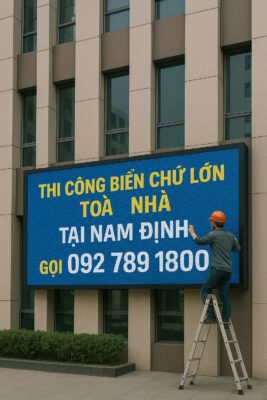 THI CÔNG BIỂN CHỮ LỚN
TOÀ NHÀ
TẠI NAM ĐỊNH
GỌI 092 789 1800